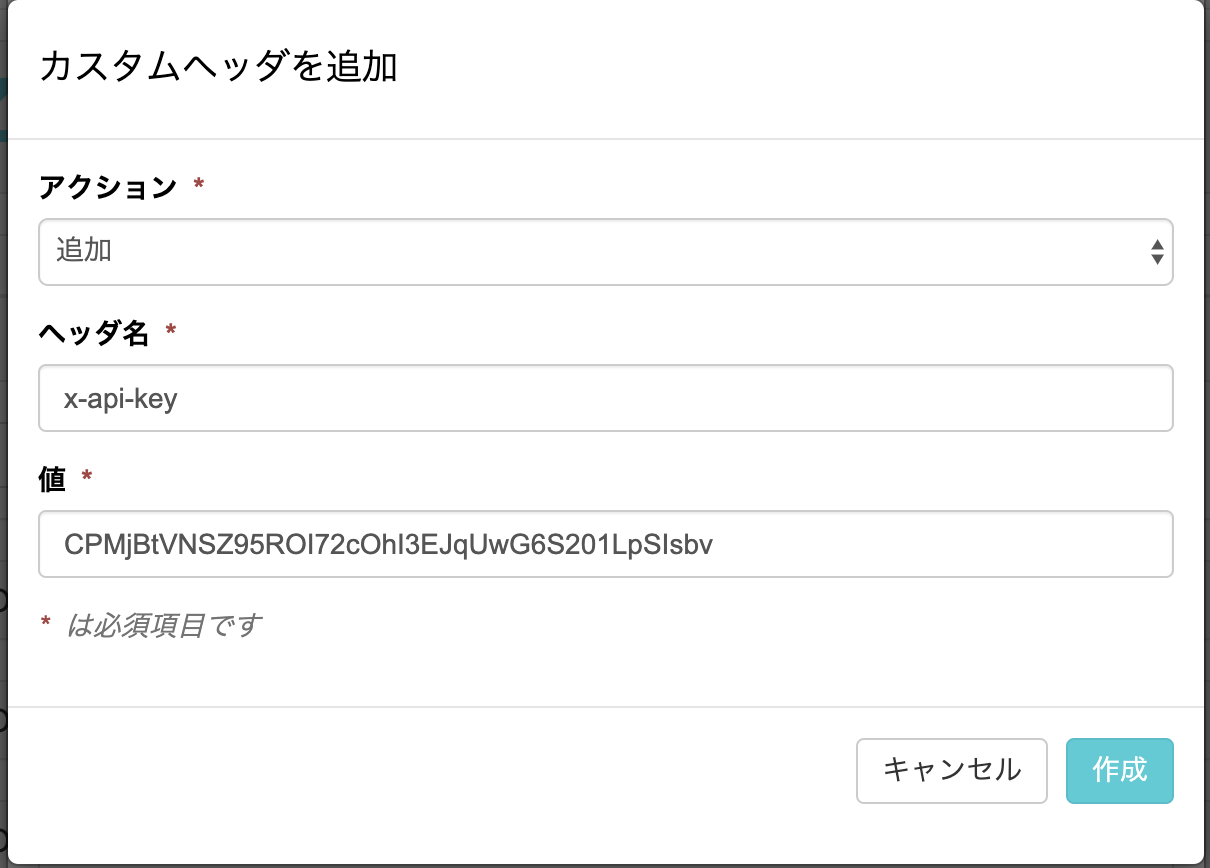 カスタムヘッダを追加
アクション *
追加
ヘッダ名 *
x-api-key
値 *
CPMjBtVNSZ95ROI72cOhI3EJqUwG6S201LpSIsbv
* は必須項目です
キャンセル 作成